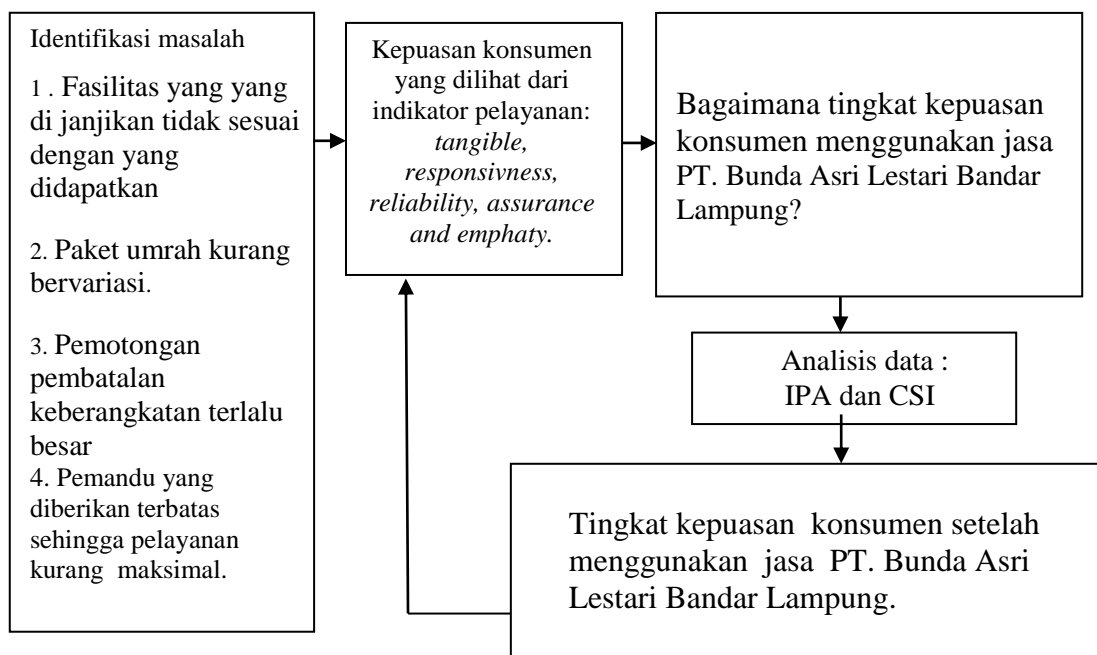 Identifikasi masalah
1 . Fasilitas yang yang
di janjikan tidak sesuai
dengan yang
didapatkan
2. Paket umrah kurang
bervariasi.
3. Pemotongan
pembatalan
keberangkatan terlalu
besar
4. Pemandu yang
diberikan terbatas
sehingga pelayanan
kurang maksimal.
Kepuasan konsumen
yang dilihat dari
indikator pelayanan:
tangible,
responsivness,
reliability, assurance
and emphaty.
Bagaimana tingkat kepuasan
konsumen menggunakan jasa
PT. Bunda Asri Lestari Bandar
Lampung?
Analisis data :
IPA dan CSI
Tingkat kepuasan konsumen setelah
menggunakan jasa PT. Bunda Asri
Lestari Bandar Lampung.